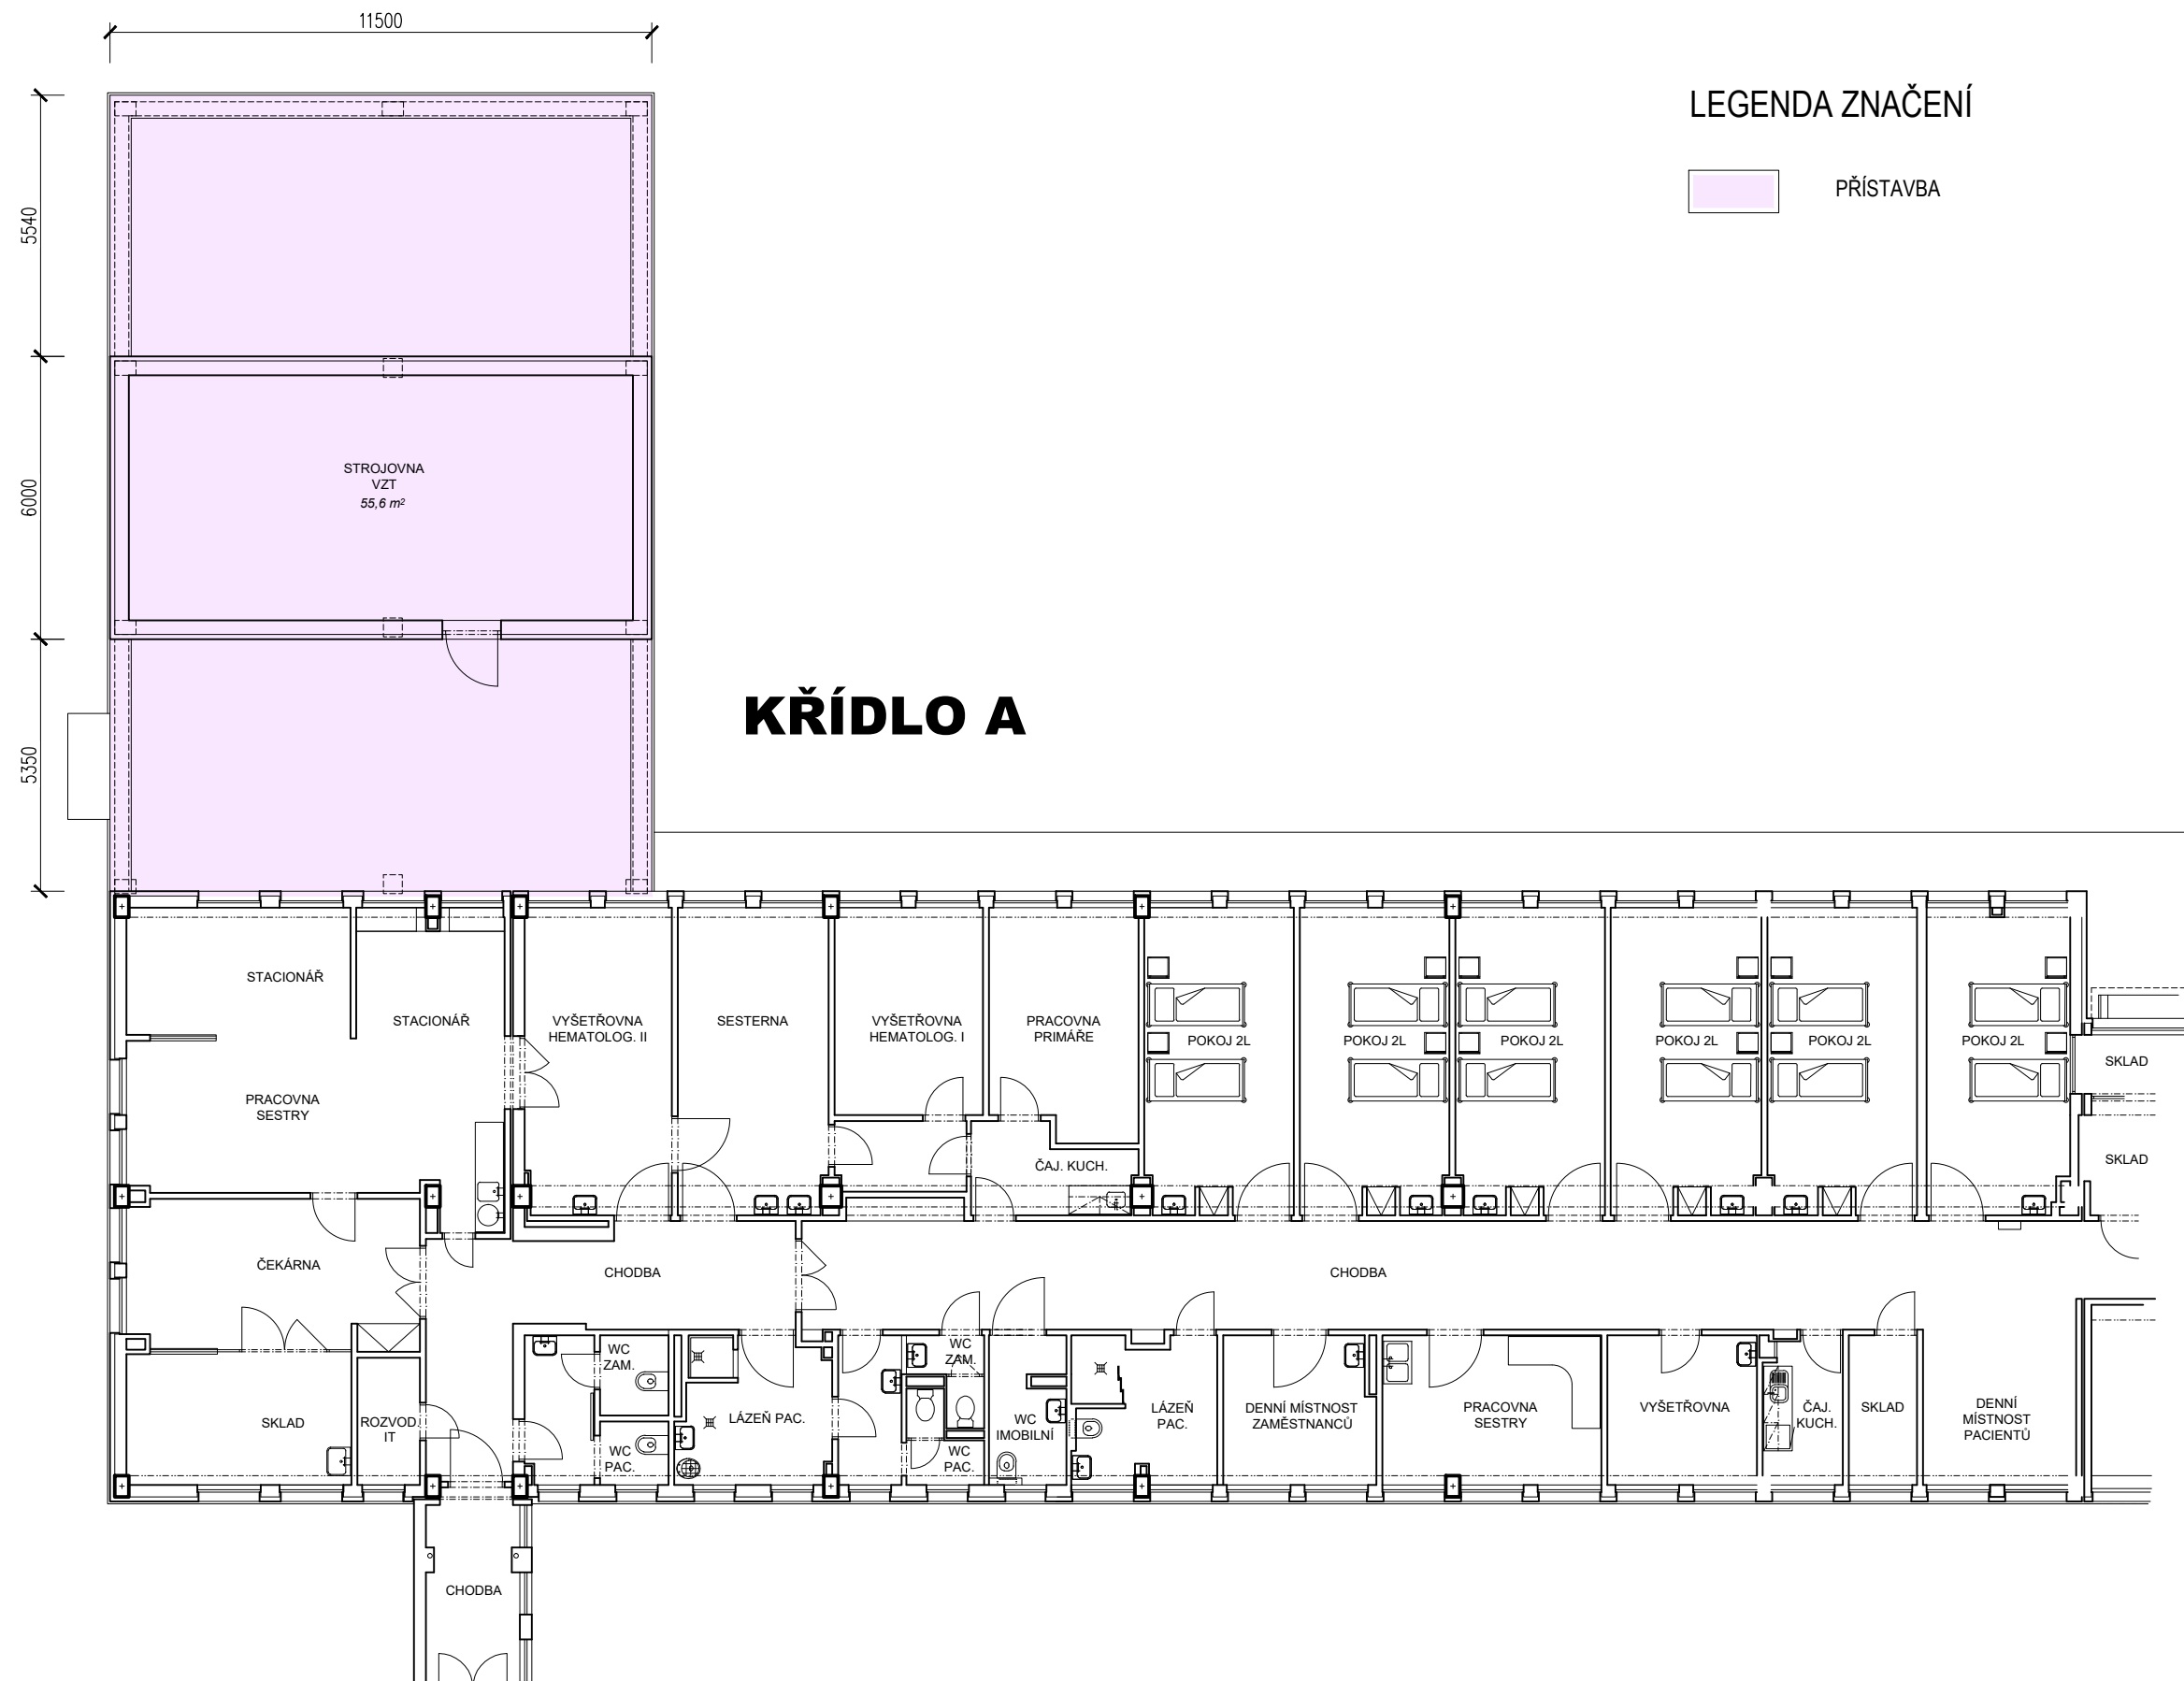 11500
LEGENDA ZNAČENÍ
PŘÍSTAVBA
5540
6000
5350
STROJOVNA
VZT
55,6 m²
KŘÍDLO A
STACIONÁŘ
STACIONÁŘ
PRACOVNA
SESTRY
VYŠETŘOVNA
HEMATOLOG. II
SESTERNA
VYŠETŘOVNA
HEMATOLOG. I
PRACOVNA
PRIMÁŘE
POKOJ 2L
POKOJ 2L
POKOJ 2L
POKOJ 2L
POKOJ 2L
POKOJ 2L
SKLAD
SKLAD
ČAJ. KUCH.
ČEKÁRNA
CHODBA
CHODBA
SKLAD
ROZVOD.
IT
WC
ZAM.
WC
PAC.
LÁZEŇ PAC.
WC
ZAM.
WC
PAC.
WC
IMOBILNÍ
LÁZEŇ
PAC.
DENNÍ MÍSTNOST
ZAMĚSTNANCŮ
PRACOVNA
SESTRY
VYŠETŘOVNA
ČAJ.
KUCH.
SKLAD
DENNÍ
MÍSTNOST
PACIENTŮ
CHODBA